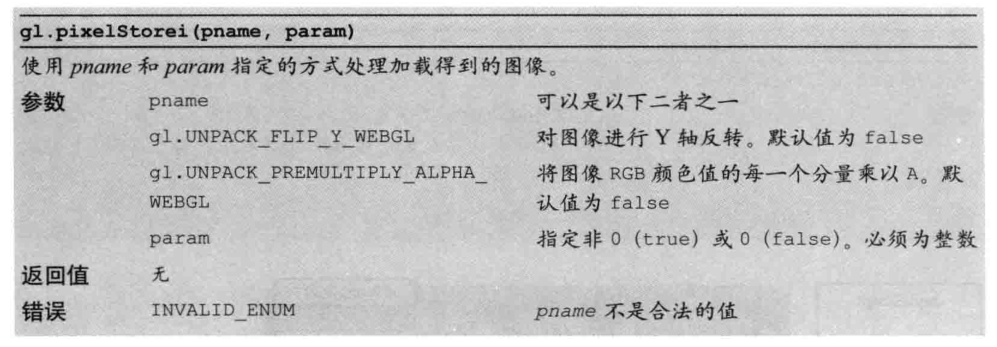 gl.pixelStorei(pname, param)
使用 pname 和 param 指定的方式处理加载得到的图像。
参数 pname 可以是以下二者之一
gl.UNPACK_FLIP_Y_WEBGL 对图像进行 Y 轴反转。默认值为 false
gl.UNPACK_PREMULTIPLY_ALPHA_ 将图像 RGB 颜色值的每一个分量乘以 A。默
WEBGL 认值为 false
param 指定非 0 (true) 或 0 (false)。必须为整数
返回值 无
错误 INVALID_ENUM pname 不是合法的值